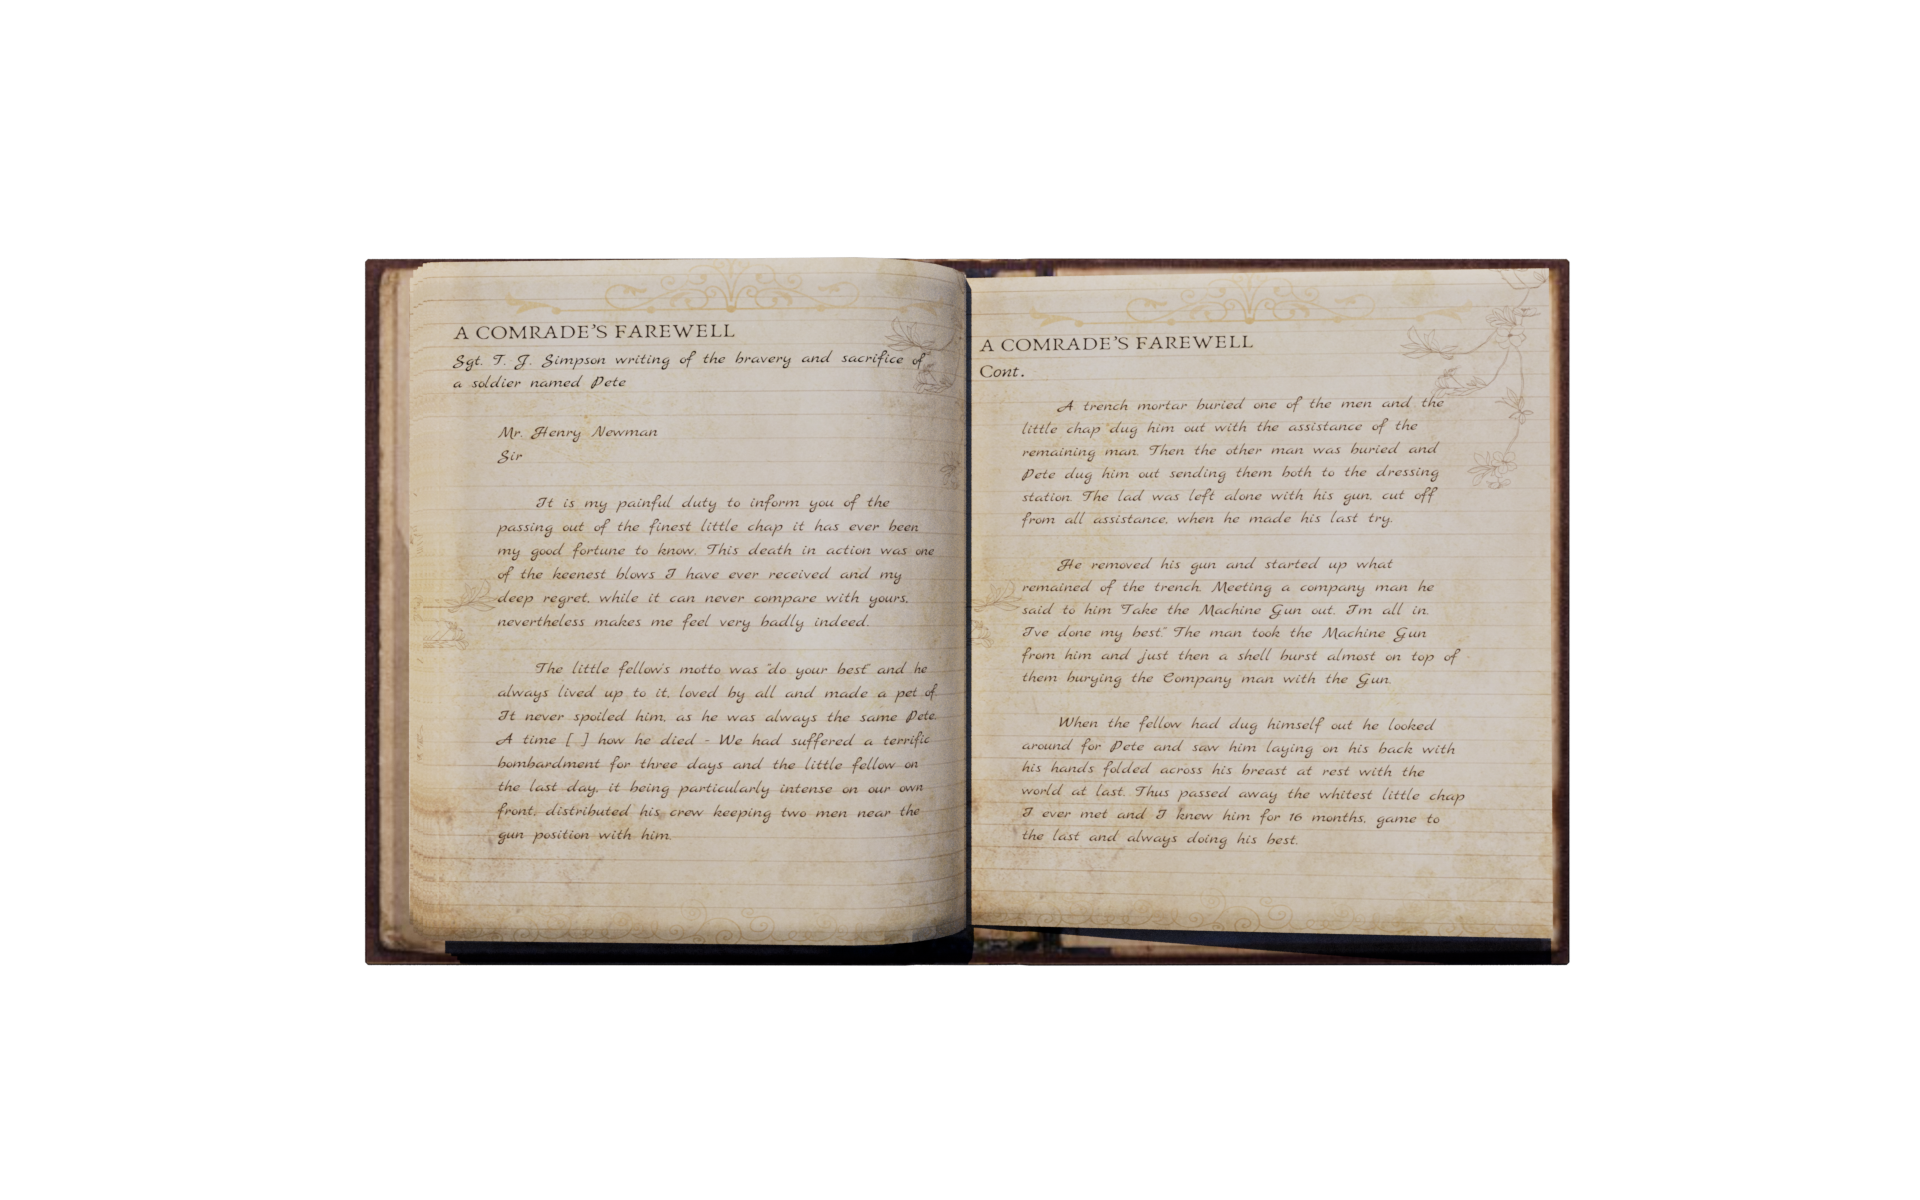 A COMRADE'S FAREWELL
Sgt. T. J. Simpson writing of the bravery and sacrifice of
a soldier named Pete
Mr. Henry Newman
Sir
It is my painful duty to inform you of the
passing out of the finest little chap it has ever been
my good fortune to know. This death in action was one
of the keenest blows I have ever received and my
deep regret, while it can never compare with yours,
nevertheless makes me feel very badly indeed.
The little fellow's motto was "do your best" and he
always lived up to it, loved by all and made a pet of.
It never spoiled him, as he was always the same Pete.
A time [ ] how he died - We had suffered a terrific
bombardment for three days and the little fellow on
the last day, it being particularly intense on our own
front, distributed his crew keeping two men near the
gun position with him.
A COMRADE'S FAREWELL
Cont.
A trench mortar buried one of the men and the
little chap dug him out with the assistance of the
remaining man. Then the other man was buried and
Pete dug him out sending them both to the dressing
station. The lad was left alone with his gun, cut off
from all assistance, when he made his last try.
He removed his gun and started up what
remained of the trench. Meeting a company man he
said to him Take the Machine Gun out. I'm all in.
I've done my best." The man took the Machine Gun
from him and just then a shell burst almost on top of
them burying the Company man with the Gun.
When the fellow had dug himself out he looked
around for Pete and saw him laying on his back with
his hands folded across his breast at rest with the
world at last. Thus passed away the whitest little chap
I ever met and I knew him for 16 months, game to
the last and always doing his best.